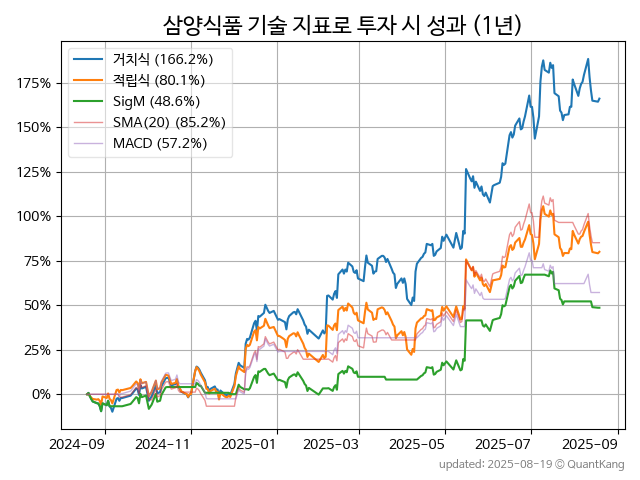 삼양식품 기술 지표로 투자 시 성과 (1년)
거치식 (166.2%)
적립식 (80.1%)
SigM (48.6%)
SMA(20) (85.2%)
MACD (57.2%)
175%
150%
125%
100%
75%
50%
25%
0%
2024-09 2024-11 2025-01 2025-03 2025-05 2025-07 2025-09
updated: 2025-08-19 © QuantKang